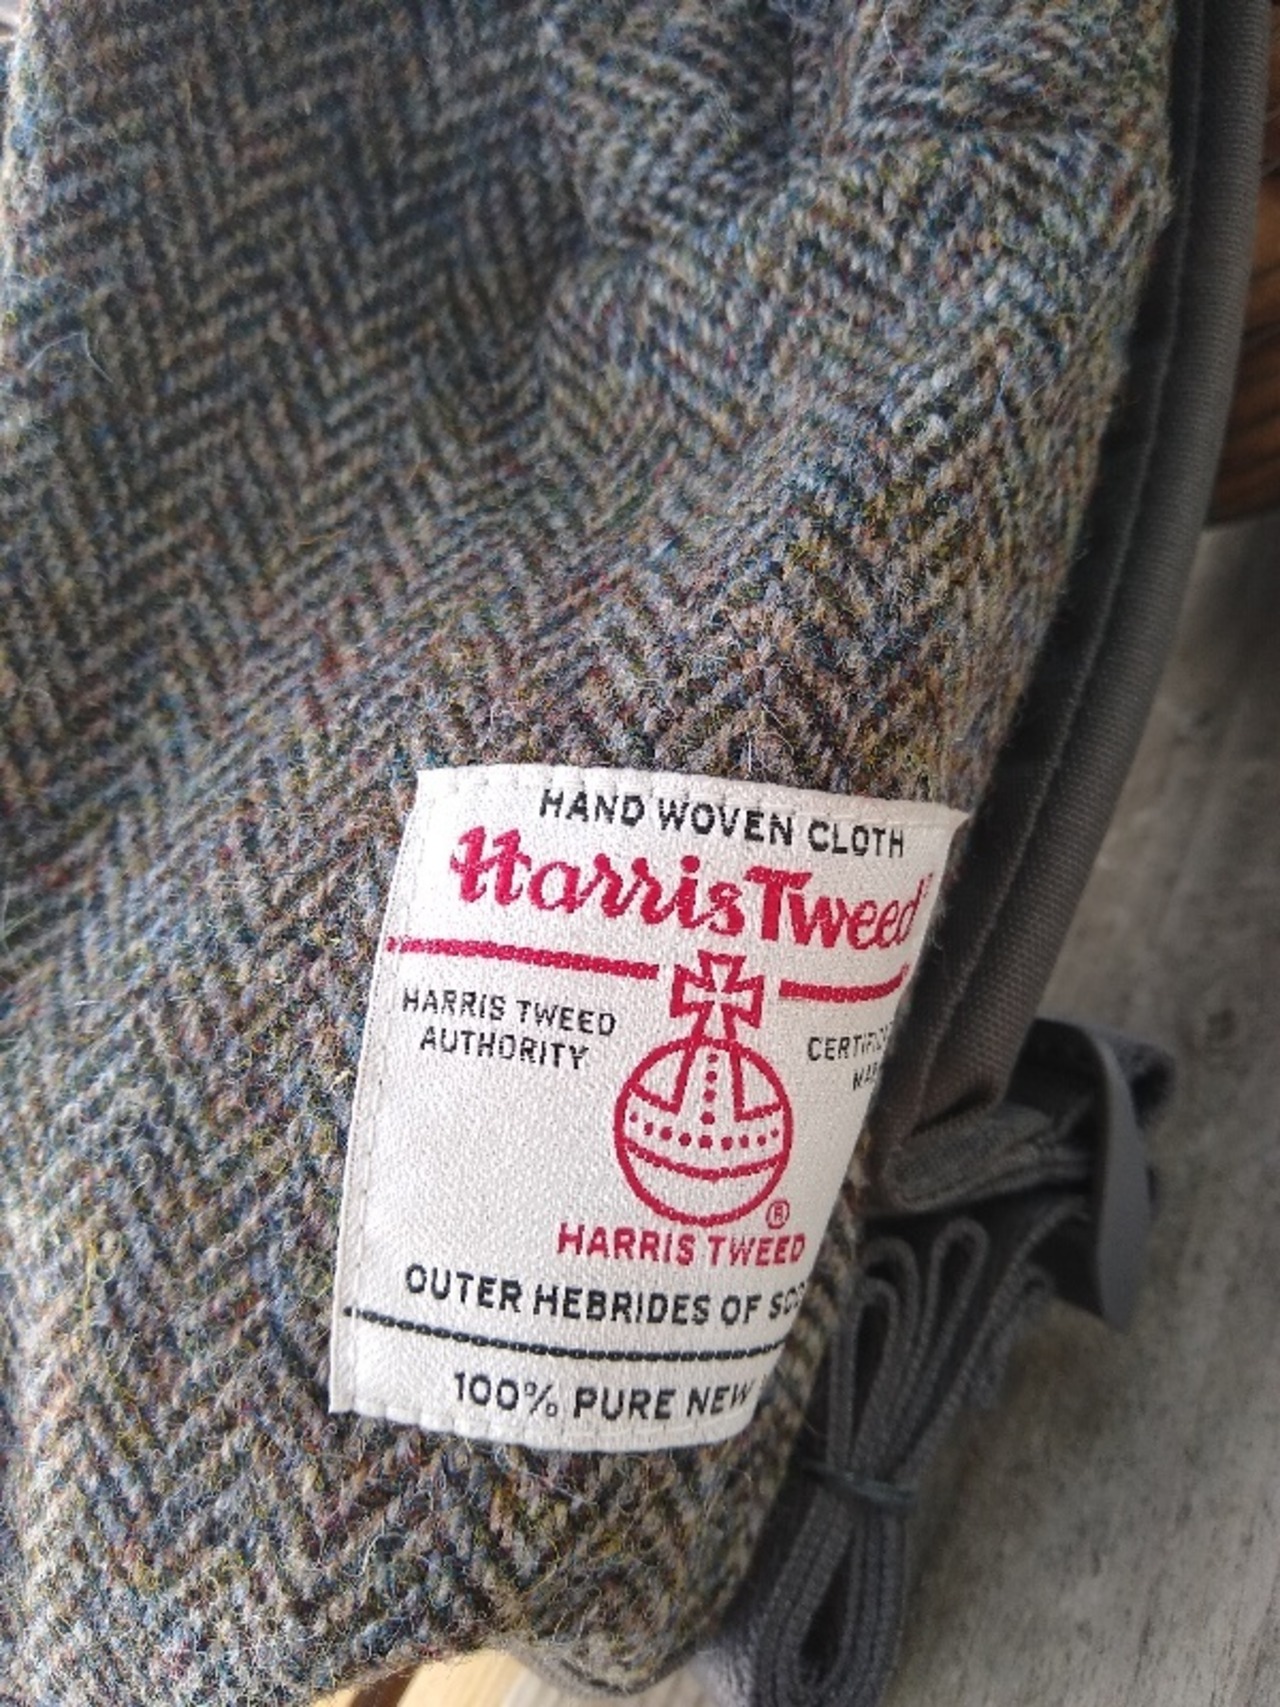 HAND WOVEN CLOTH
Harris Tweed
HARRIS TWEED
AUTHORITY
®
HARRIS TWEED
OUTER HEBRIDES OF
100% PURE NEW